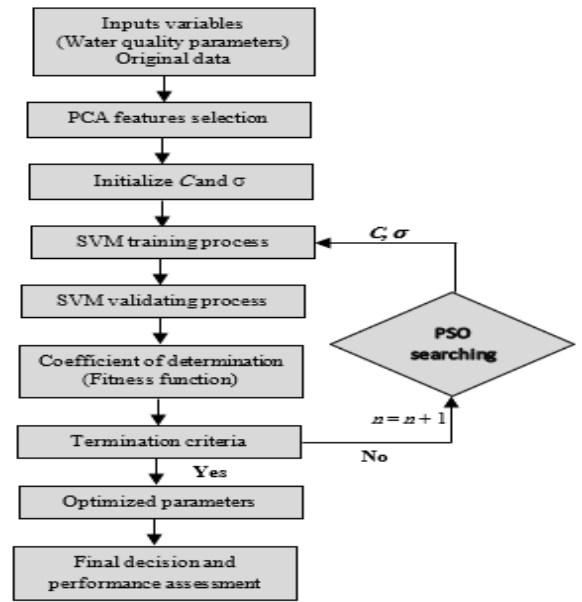 Inputs variables
(Water quality parameters)
Original data
PCA features selection
Initialize C and σ
SVM training process
C, σ
SVM validating process
PSO
searching
Coefficient of determination
(Fitness function)
n = n + 1
Termination criteria
No
Yes
Optimized parameters
Final decision and
performance assessment